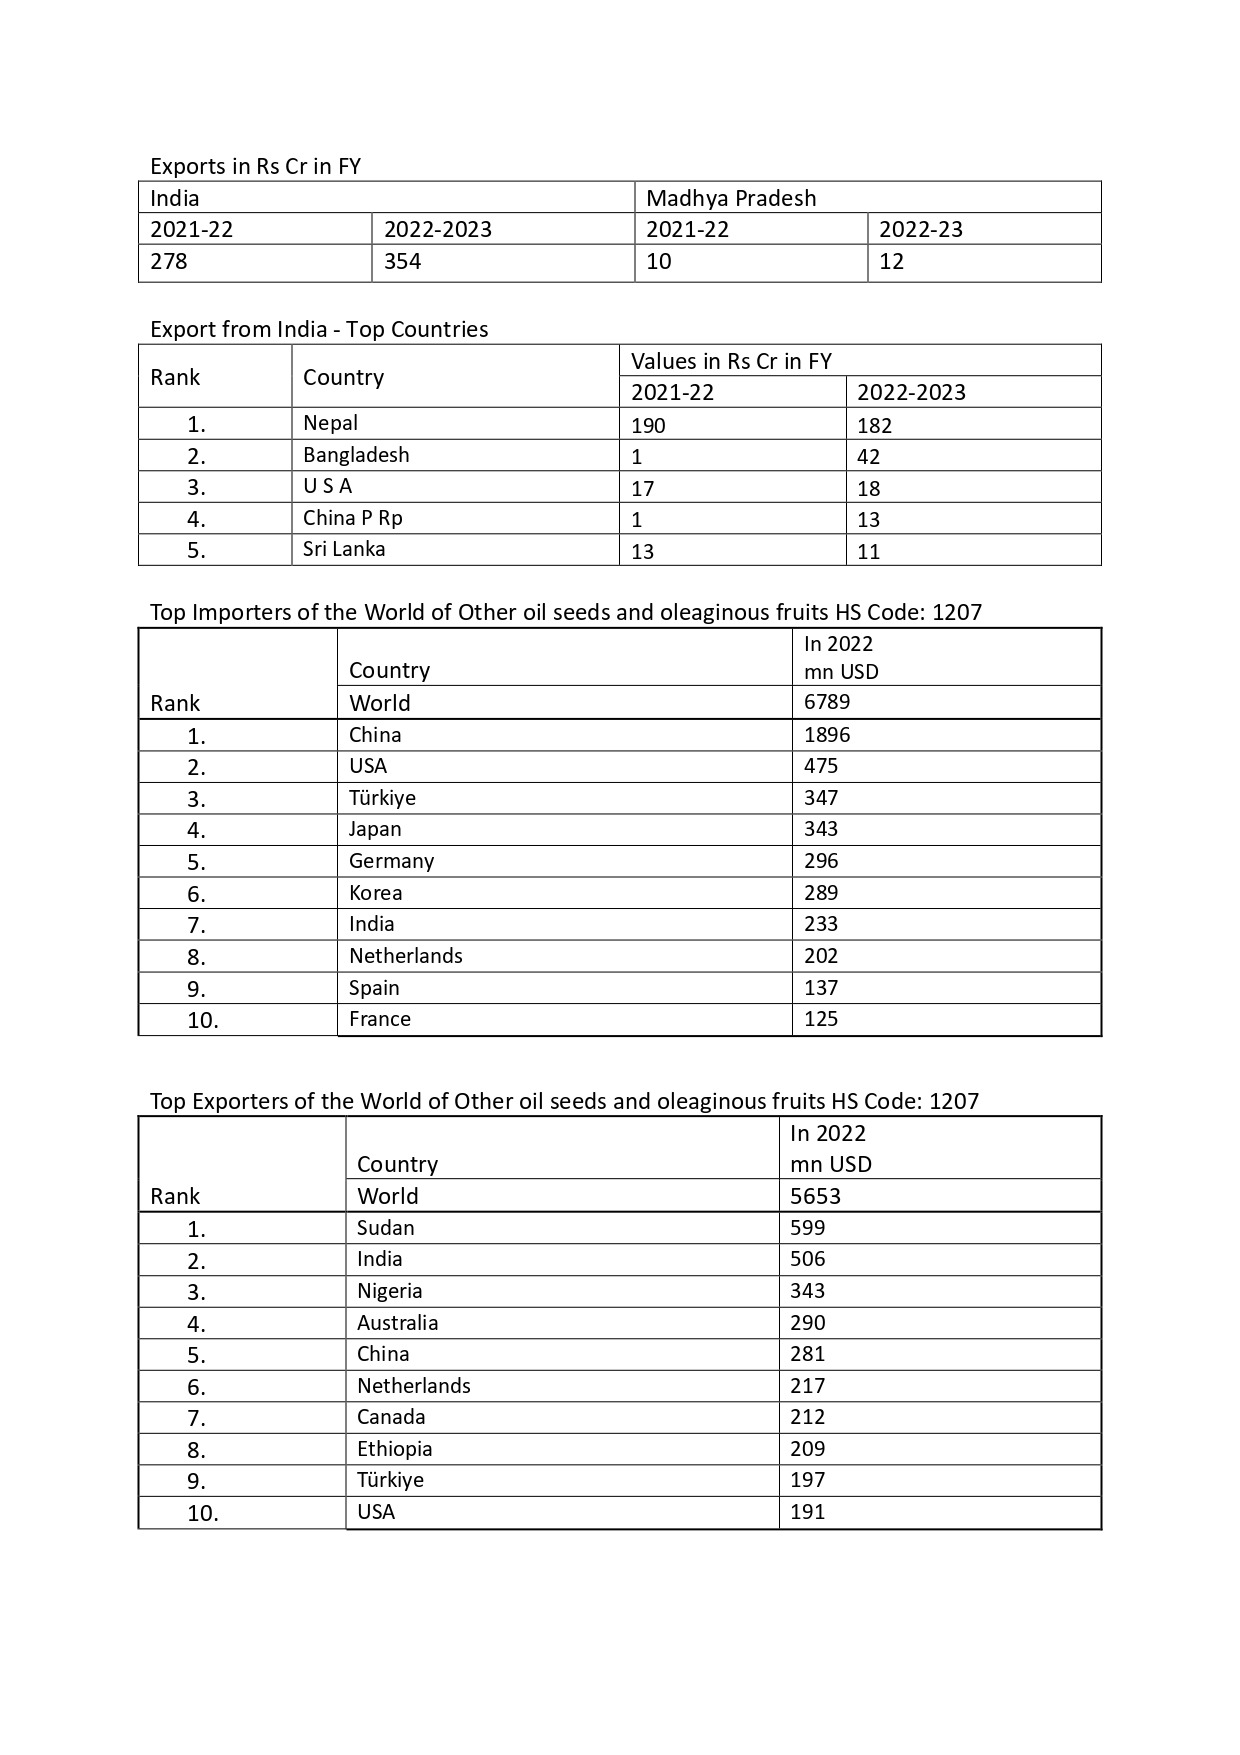 Exports in Rs Cr in FY
India Madhya Pradesh
2021-22 2022-2023 2021-22 2022-23
278 354 10 12
Export from India - Top Countries
Rank Country Values in Rs Cr in FY
2021-22 2022-2023
1. Nepal 190 182
2. Bangladesh 1 42
3. U S A 17 18
4. China P Rp 1 13
5. Sri Lanka 13 11
Top Importers of the World of Other oil seeds and oleaginous fruits HS Code: 1207
In 2022
Country mn USD
Rank World 6789
1. China 1896
2. USA 475
3. Türkiye 347
4. Japan 343
5. Germany 296
6. Korea 289
7. India 233
8. Netherlands 202
9. Spain 137
10. France 125
Top Exporters of the World of Other oil seeds and oleaginous fruits HS Code: 1207
In 2022
Country mn USD
Rank World 5653
1. Sudan 599
2. India 506
3. Nigeria 343
4. Australia 290
5. China 281
6. Netherlands 217
7. Canada 212
8. Ethiopia 209
9. Türkiye 197
10. USA 191